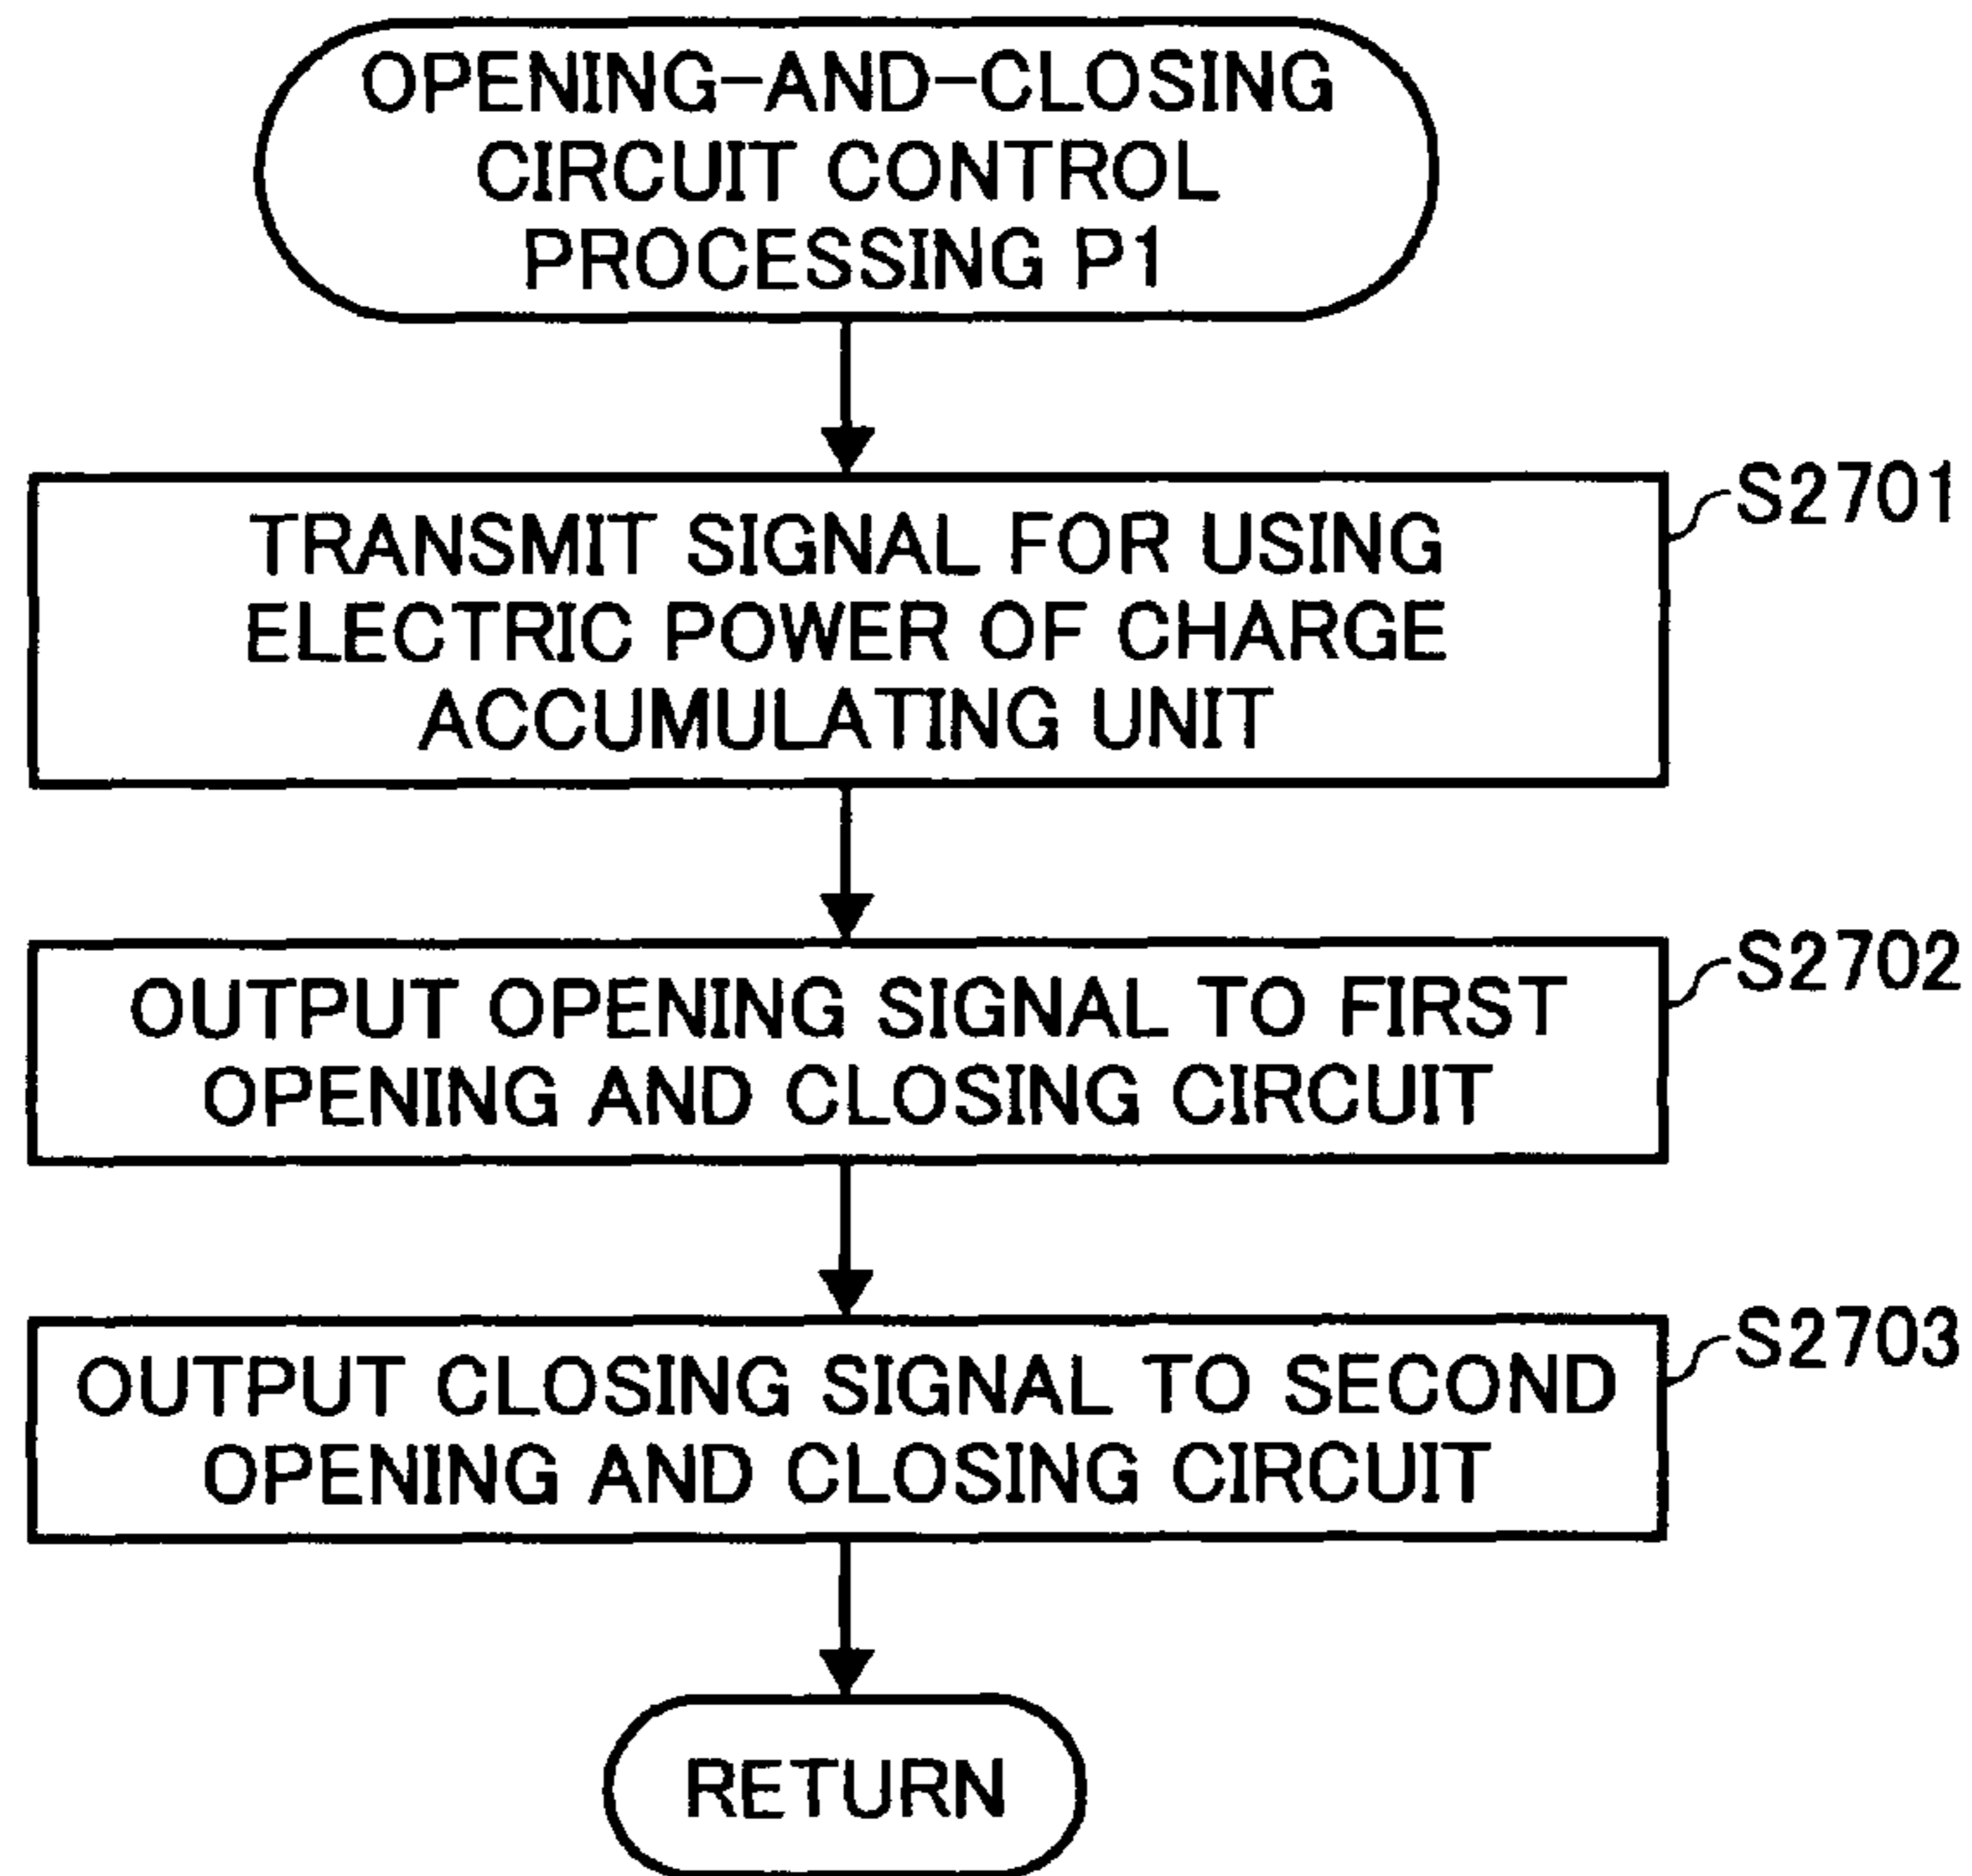 OPENING-AND-CLOSING
CIRCUIT CONTROL
PROCESSING P1
S2701
TRANSMIT SIGNAL FOR USING
ELECTRIC POWER OF CHARGE
ACCUMULATING UNIT
S2702
OUTPUT OPENING SIGNAL TO FIRST
OPENING AND CLOSING CIRCUIT
S2703
OUTPUT CLOSING SIGNAL TO SECOND
OPENING AND CLOSING CIRCUIT
RETURN